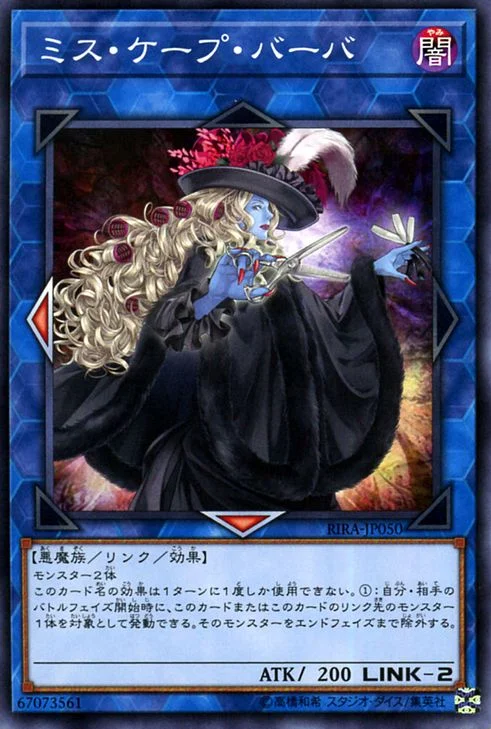 ミス・ケープ・バーバ
闇
やみ
RIRA-JP050
【悪魔族／リンク／効果】
モンスター２体
このカード名の効果は１ターンに１度しか使用できない。①：自分・相手の
バトルフェイズ開始時に、このカードまたはこのカードのリンク先のモンスター
１体を対象として発動できる。そのモンスターをエンドフェイズまで除外する。
ATK/ 200 LINK-2
67073561
©高橋和希 スタジオ・ダイス/集英社